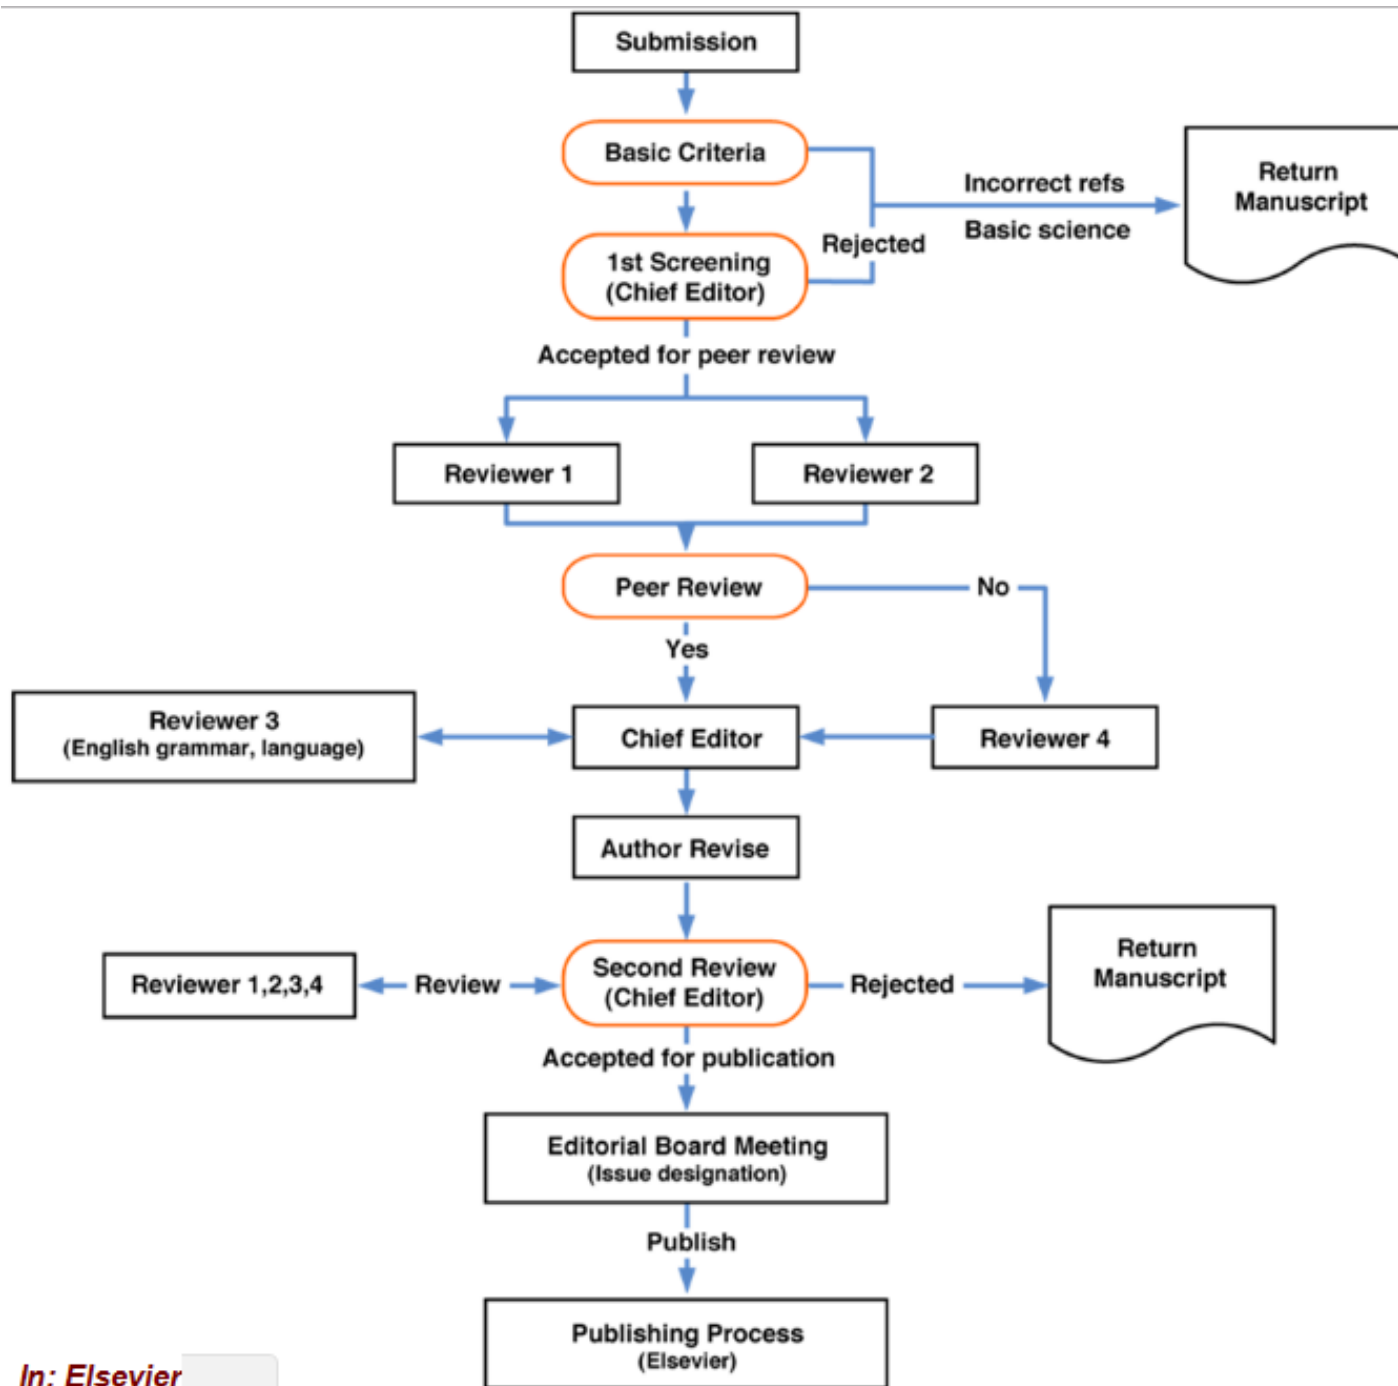 Submission
Basic Criteria
Incorrect refs
Basic science
Return
Manuscript
Rejected
1st Screening
(Chief Editor)
Accepted for peer review
Reviewer 1
Reviewer 2
Peer Review
No
Yes
Reviewer 3
(English grammar, language)
Chief Editor
Reviewer 4
Author Revise
Reviewer 1,2,3,4
Review
Second Review
(Chief Editor)
Rejected
Return
Manuscript
Accepted for publication
Editorial Board Meeting
(Issue designation)
Publish
Publishing Process
(Elsevier)
In: Elsevier